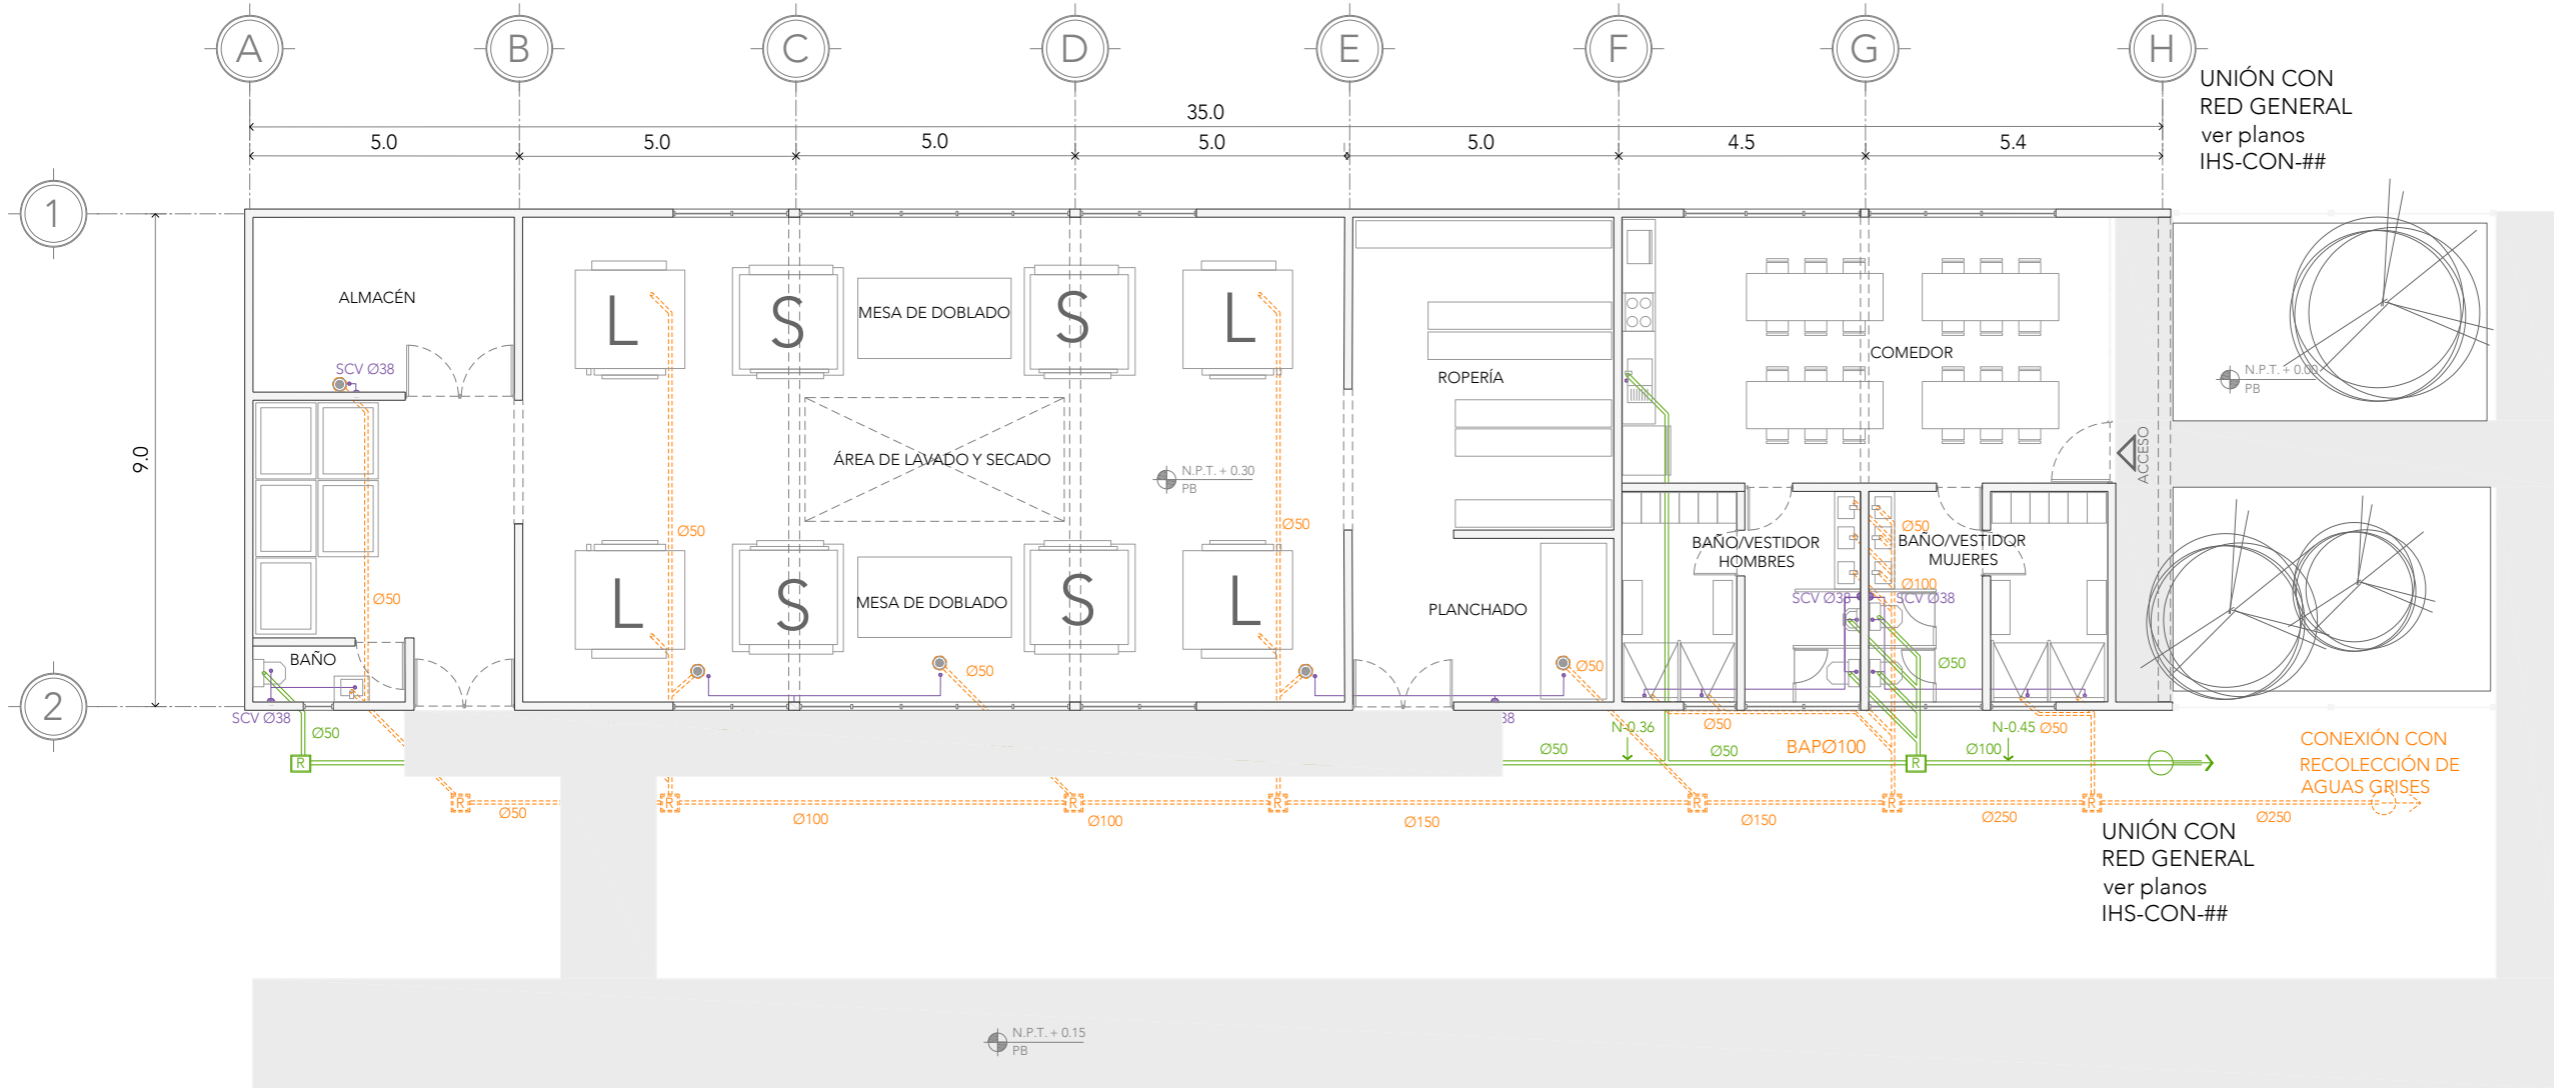 A
B
C
D
E
F
G
H
UNIÓN CON
RED GENERAL
ver planos
IHS-CON-##
35.0
5.0
5.0
5.0
5.0
5.0
4.5
5.4
1
9.0
2
ALMACÉN
SCV Ø38
L
S
MESA DE DOBLADO
S
L
ROPERÍA
COMEDOR
N.P.T. + 0.00
PB
ACCESO
ÁREA DE LAVADO Y SECADO
N.P.T. + 0.30
PB
Ø50
Ø50
Ø50
BAÑO/VESTIDOR
HOMBRES
BAÑO/VESTIDOR
MUJERES
Ø50
Ø100
SCV Ø38
SCV Ø38
L
S
MESA DE DOBLADO
S
L
PLANCHADO
BAÑO
Ø50
Ø50
Ø50
SCV Ø38
38
Ø50
Ø50
N-0.36
Ø50
Ø50
BAPØ100
Ø100
N-0.45
Ø50
R
R
CONEXIÓN CON
RECOLECCIÓN DE
AGUAS GRISES
R
R
R
R
R
R
R
Ø50
Ø100
Ø100
Ø150
Ø150
Ø250
Ø250
UNIÓN CON
RED GENERAL
ver planos
IHS-CON-##
N.P.T. + 0.15
PB